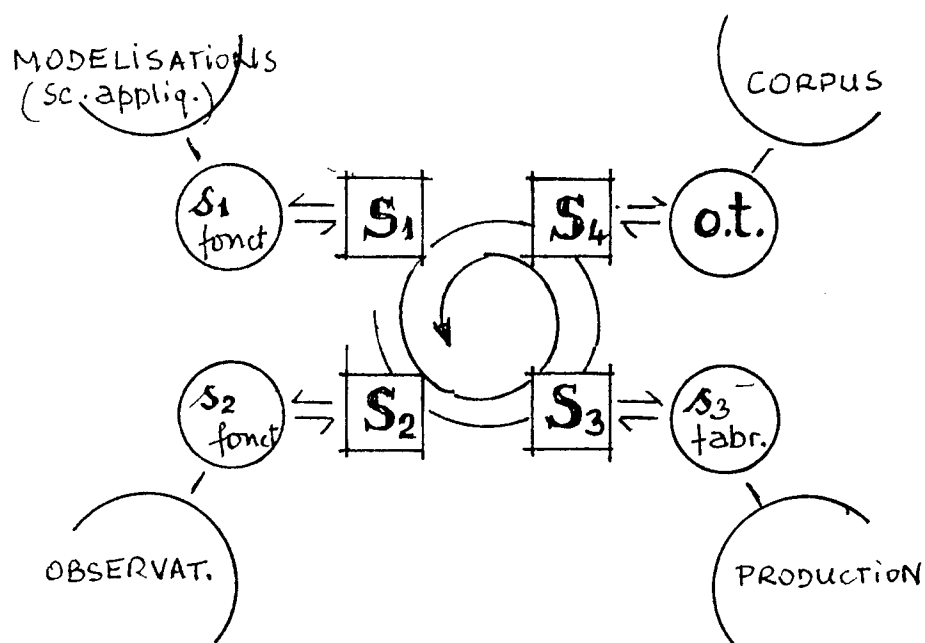 MODELISATIONS
(sc. appliq.)
CORPUS
s1
fonct
S1
S4
o.t.
s2
fonct
S2
S3
s3
fabr.
OBSERVAT.
PRODUCTION